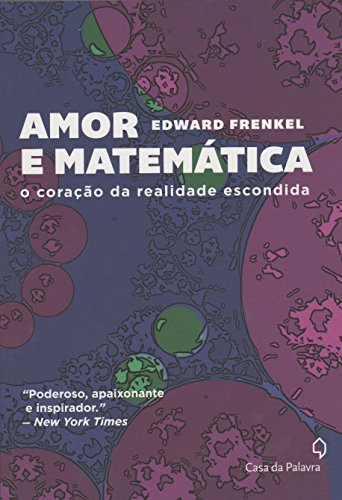 AMOR EDWARD FRENKEL
E MATEMÁTICA
o coração da realidade escondida
“Poderoso, apaixonante
e inspirador.”
— New York Times
Casa da Palavra